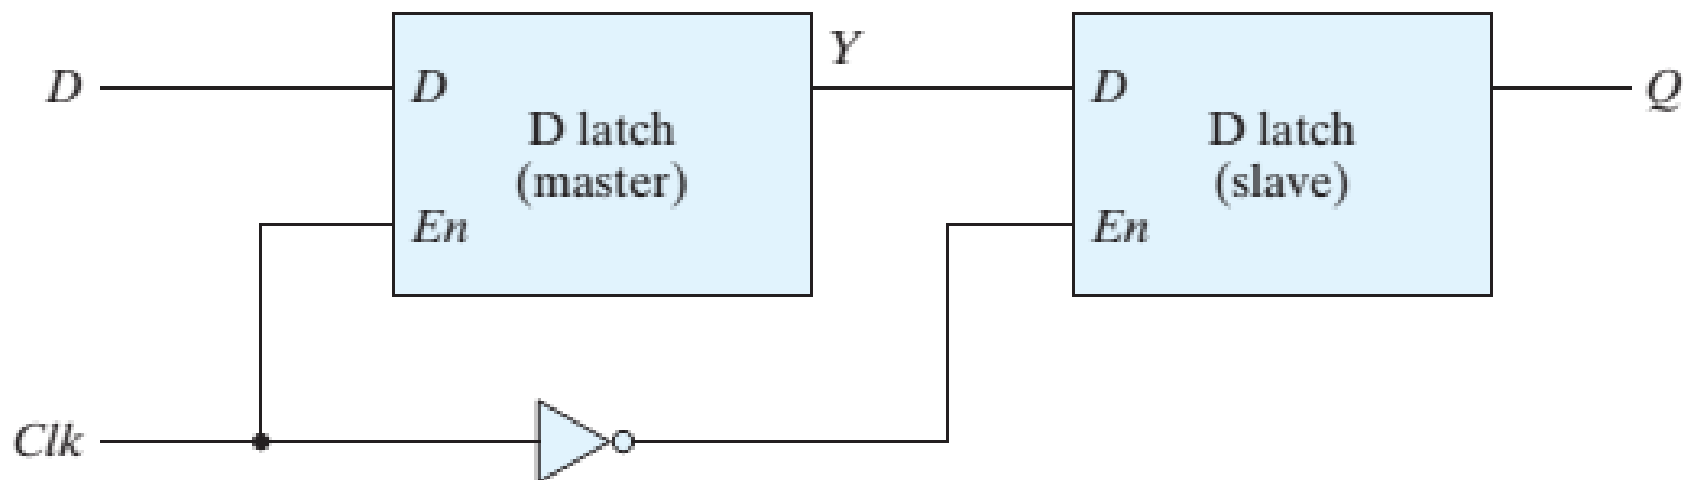 D
D
D latch
(master)
En
Y
D
D latch
(slave)
En
Q
Clk